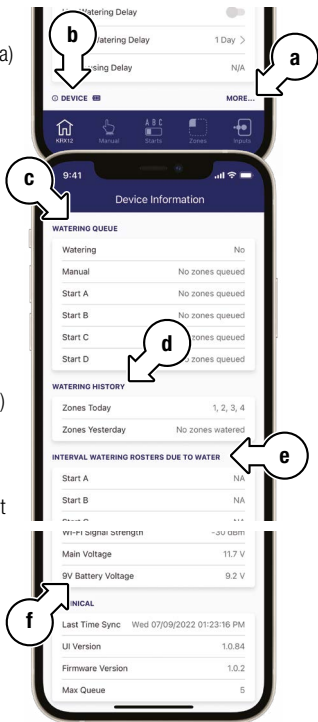 a)
Watering Delay
b
Watering Delay 1 Day >
using Delay N/A
a
DEVICE MORE...
A B C
KRX12 Manual Starts Zones Inputs
c
9:41
Device Information
WATERING QUEUE
Watering No
Manual No zones queued
Start A No zones queued
Start B No zones queued
Start C zones queued
Start D No zones queued
d
WATERING HISTORY
)
Zones Today 1, 2, 3, 4
Zones Yesterday No zones watered
INTERVAL WATERING ROSTERS DUE TO WATER
e
Start A NA
Start B NA
t
Wi-Fi Signal Strength -30 dBm
Main Voltage 11.7 V
9V Battery Voltage 9.2 V
f
NICAL
Last Time Sync Wed 07/09/2022 01:23:16 PM
UI Version 1.0.84
Firmware Version 1.0.2
Max Queue 5